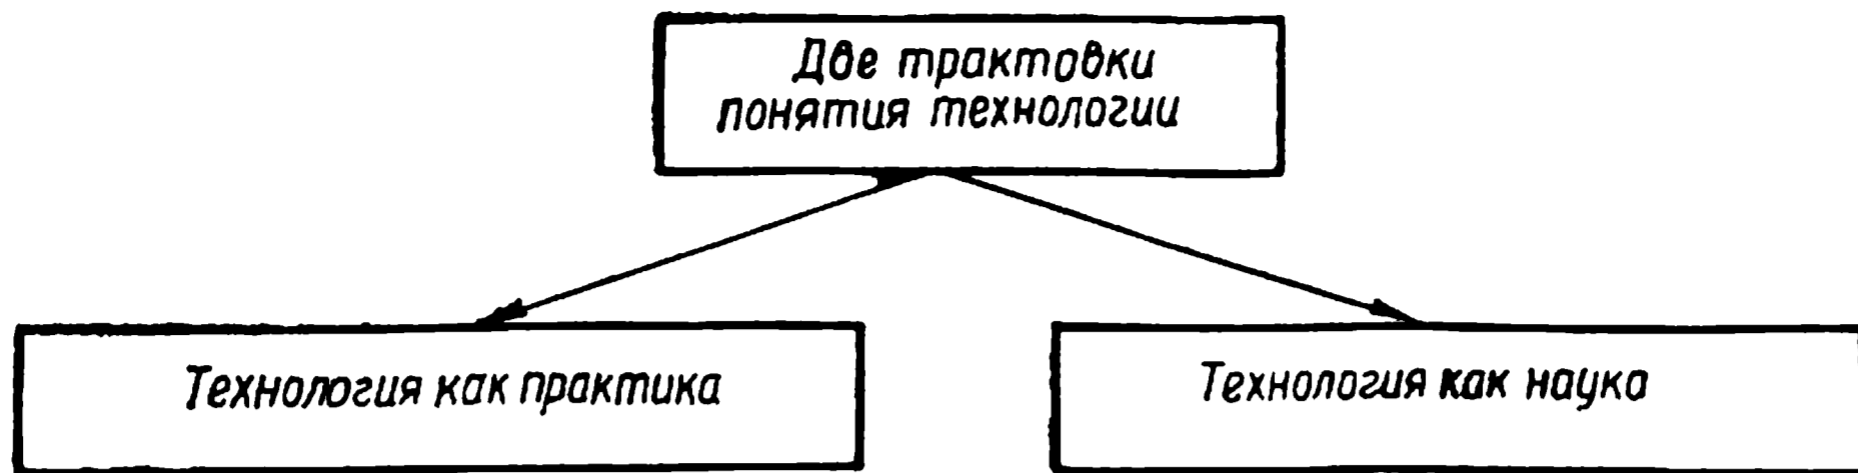 Две трактовки
понятия технологии
Технология как практика
Технология как наука